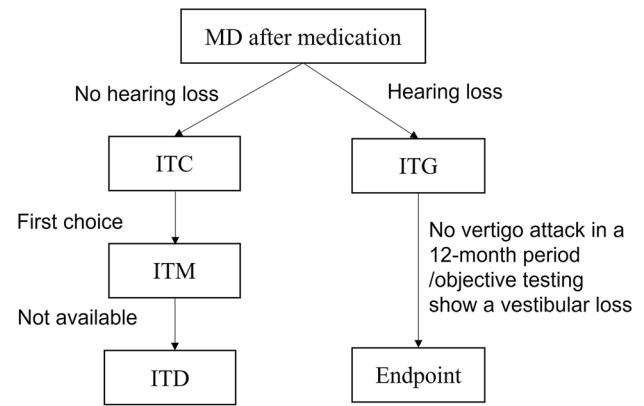 MD after medication
No hearing loss
Hearing loss
ITC
ITG
First choice
No vertigo attack in a
12-month period
/objective testing
show a vestibular loss
ITM
Not available
ITD
Endpoint